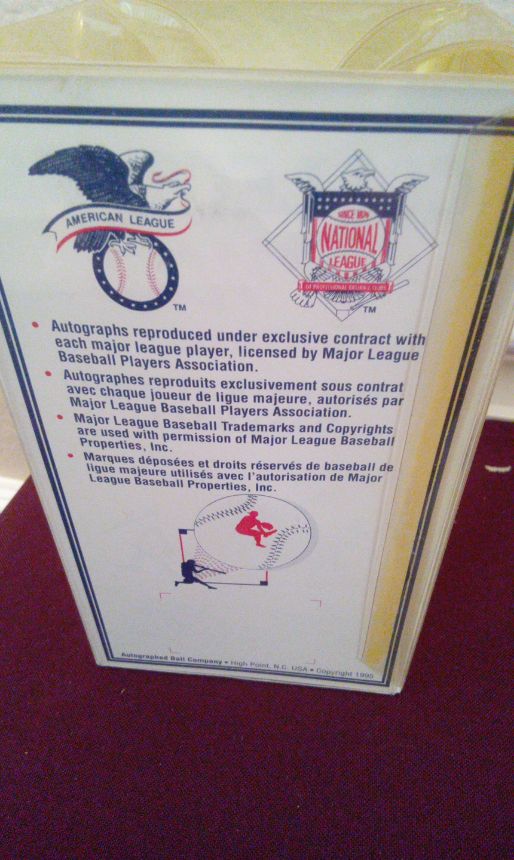 AMERICAN LEAGUE
TM
SINCE 1876
NATIONAL
LEAGUE
OF PROFESSIONAL BASEBALL CLUBS
TM
• Autographs reproduced under exclusive contract with
each major league player, licensed by Major League
Baseball Players Association.
• Autographes reproduits exclusivement sous contrat
avec chaque joueur de ligue majeure, autorisés par
Major League Baseball Players Association.
• Major League Baseball Trademarks and Copyrights
are used with permission of Major League Baseball
Properties, Inc.
• Marques déposées et droits réservés de baseball de
ligue majeure utilisés avec l'autorisation de Major
League Baseball Properties, Inc.
Autographed Ball Company • High Point, N.C. USA • Copyright 1995